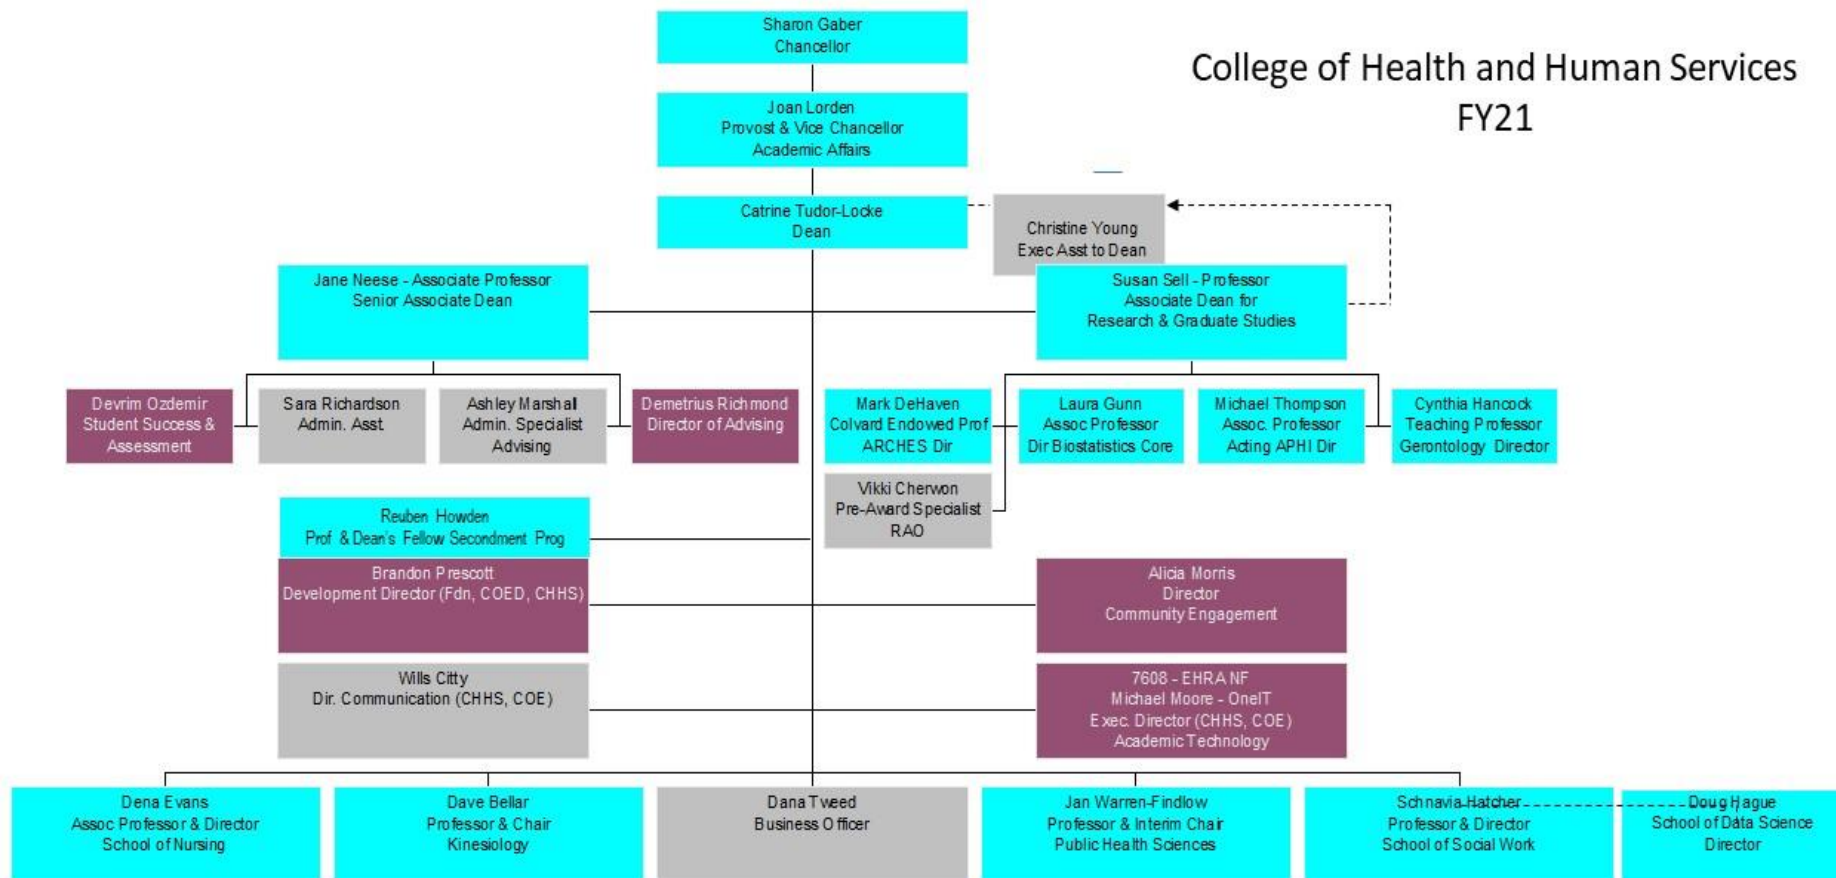 Sharon Gaber
Chancellor
College of Health and Human Services
FY21
Joan Lorden
Provost & Vice Chancellor
Academic Affairs
Catrine Tudor-Locke
Dean
Christine Young
Exec Asst to Dean
Jane Neese - Associate Professor
Senior Associate Dean
Susan Sell - Professor
Associate Dean for
Research & Graduate Studies
Devrim Ozdemir
Student Success &
Assessment
Sara Richardson
Admin. Asst.
Ashley Marshal
Admin. Specialist
Advising
Demetrius Richmond
Director of Advising
Mark DeHaven
Colvard Endowed Prof
ARCHES Dir
Laura Gunn
Assoc Professor
Dir Biostatistics Core
Michael Thompson
Assoc. Professor
Acting APHI Dir
Cynthia Hancock
Teaching Professor
Gerontology Director
Vikki Cherwon
Pre-Award Specialist
RAO
Reuben Howden
Prof & Dean's Fellow Secondment Prog
Brandon Prescott
Development Director (Fdn, COED, CHHS)
Alicia Morris
Director
Community Engagement
Wills Citty
Dir. Communication (CHHS, COE)
7608 - EHRA NF
Michael Moore - OneIT
Exec. Director (CHHS, COE)
Academic Technology
Dena Evans
Assoc Professor & Director
School of Nursing
Dave Bellar
Professor & Chair
Kinesiology
Dana Tweed
Business Officer
Jan Warren-Findlow
Professor & Interim Chair
Public Health Sciences
Schnavia Hatcher
Professor & Director
School of Social Work
Doug Hague
School of Data Science
Director